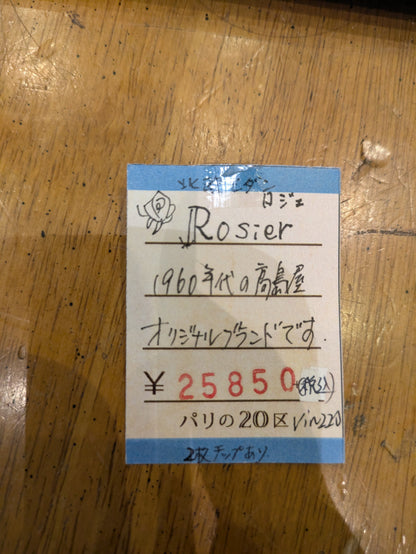 北欧モダン
ロジェ
Rosier
1960年代の高島屋
オリジナルブランドです.
¥25850(税込)
パリの20区 Vin220
2枚チップあり.